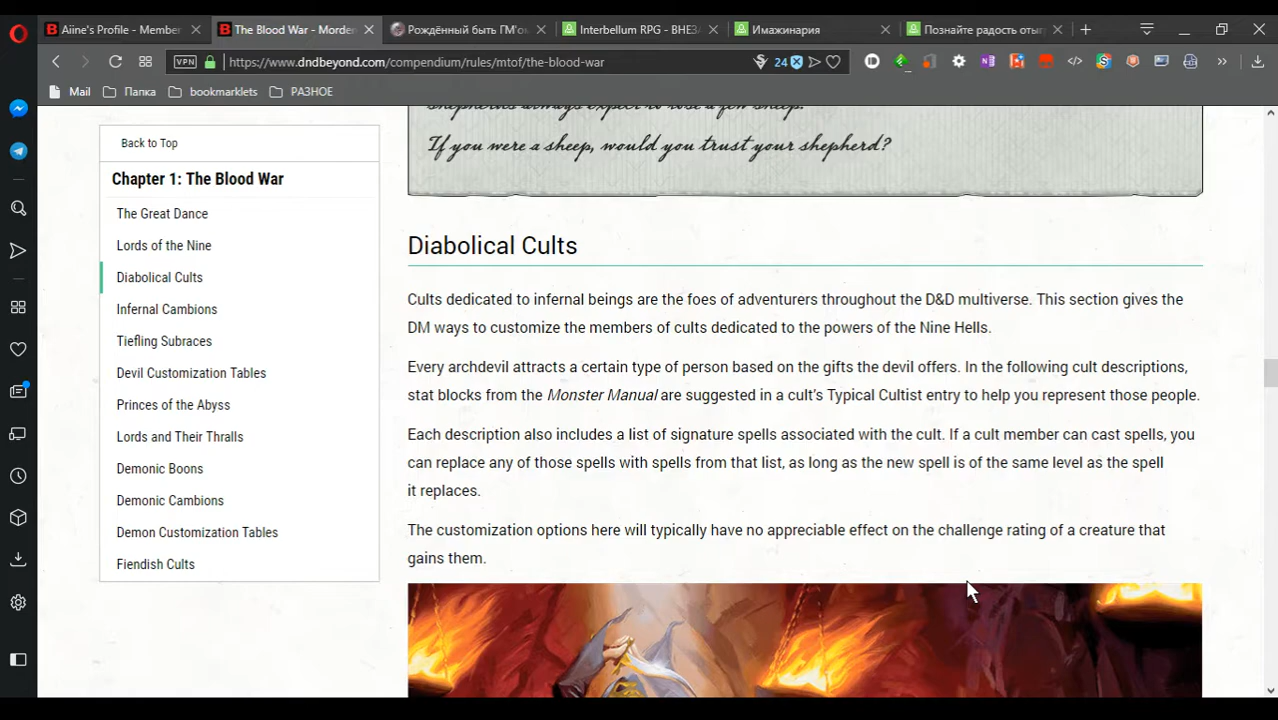 Aiine's Profile - Member
The Blood War - Morden
Рождённый быть ГМ'о
Interbellum RPG - ВНЕЗ
Имажинария
Познайте радость отыг
VPN
https://www.dndbeyond.com/compendium/rules/mtof/the-blood-war
24
Mail
Папка
bookmarklets
РАЗНОЕ
Back to Top
Chapter 1: The Blood War
The Great Dance
Lords of the Nine
Diabolical Cults
Infernal Cambions
Tiefling Subraces
Devil Customization Tables
Princes of the Abyss
Lords and Their Thralls
Demonic Boons
Demonic Cambions
Demon Customization Tables
Fiendish Cults
Shepherds always expect to lose a few sheep.
If you were a sheep, would you trust your shepherd?
Diabolical Cults
Cults dedicated to infernal beings are the foes of adventurers throughout the D&D multiverse. This section gives the
DM ways to customize the members of cults dedicated to the powers of the Nine Hells.
Every archdevil attracts a certain type of person based on the gifts the devil offers. In the following cult descriptions,
stat blocks from the Monster Manual are suggested in a cult's Typical Cultist entry to help you represent those people.
Each description also includes a list of signature spells associated with the cult. If a cult member can cast spells, you
can replace any of those spells with spells from that list, as long as the new spell is of the same level as the spell
it replaces.
The customization options here will typically have no appreciable effect on the challenge rating of a creature that
gains them.